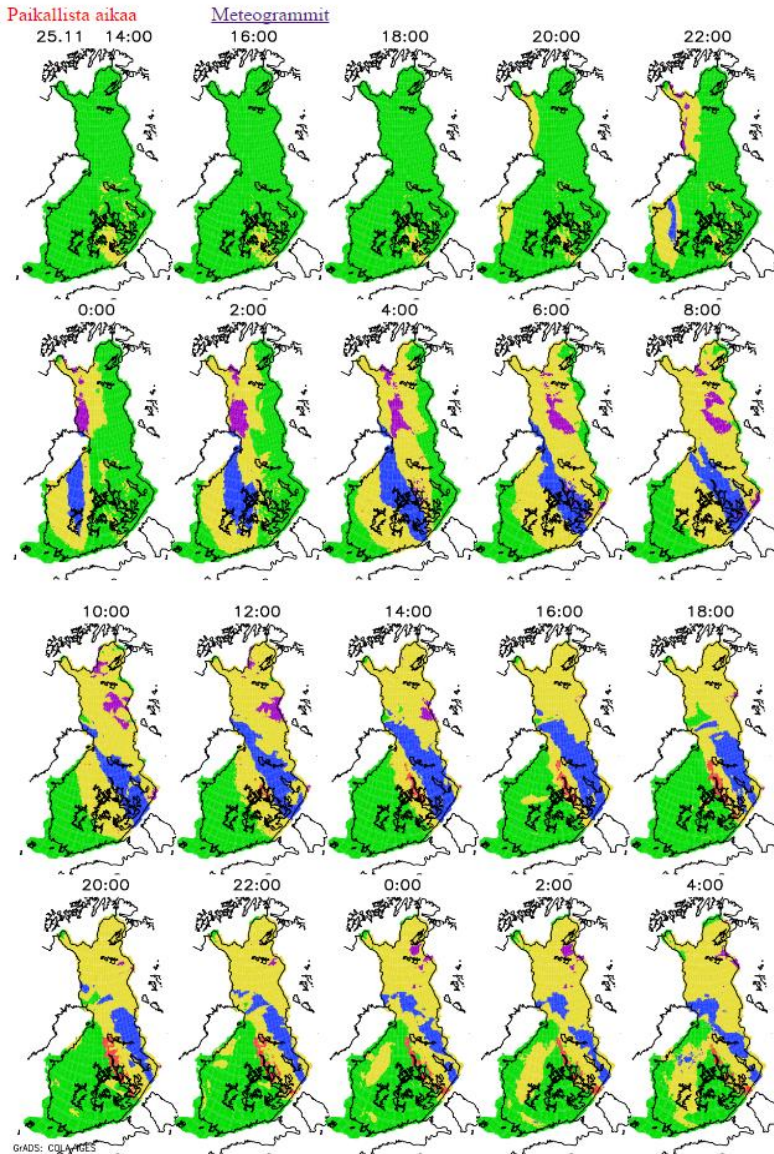 Paikallista aikaa Meteogrammit
25.11 14:00 16:00 18:00 20:00 22:00
0:00 2:00 4:00 6:00 8:00
10:00 12:00 14:00 16:00 18:00
20:00 22:00 0:00 2:00 4:00
GrADS: COLA/IGES